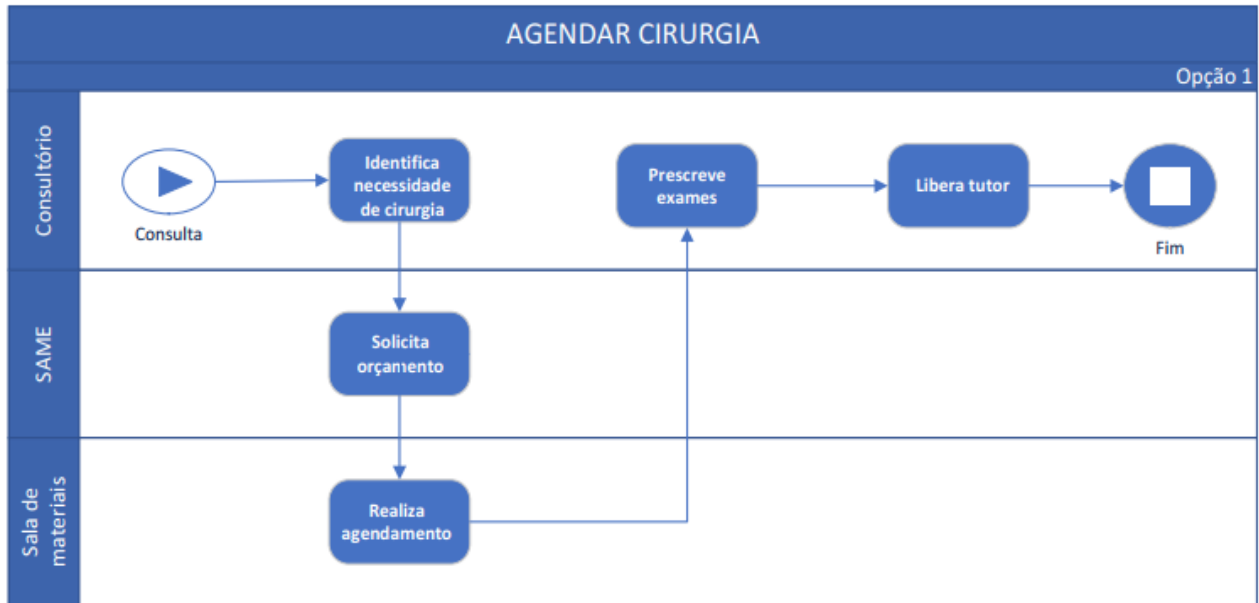 AGENDAR CIRURGIA
Opção 1
Consultório
Consulta
Identifica
necessidade
de cirurgia
Prescreve
exames
Libera tutor
Fim
SAME
Solicita
orçamento
Sala de
materiais
Realiza
agendamento